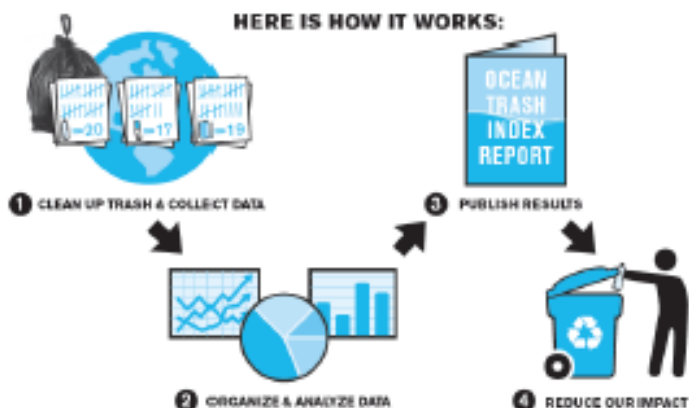 HERE IS HOW IT WORKS:
=20
=17
=19
OCEAN
TRASH
INDEX
REPORT
1 CLEAN UP TRASH & COLLECT DATA
3 PUBLISH RESULTS
2 ORGANIZE & ANALYZE DATA
4 REDUCE OUR IMPACT